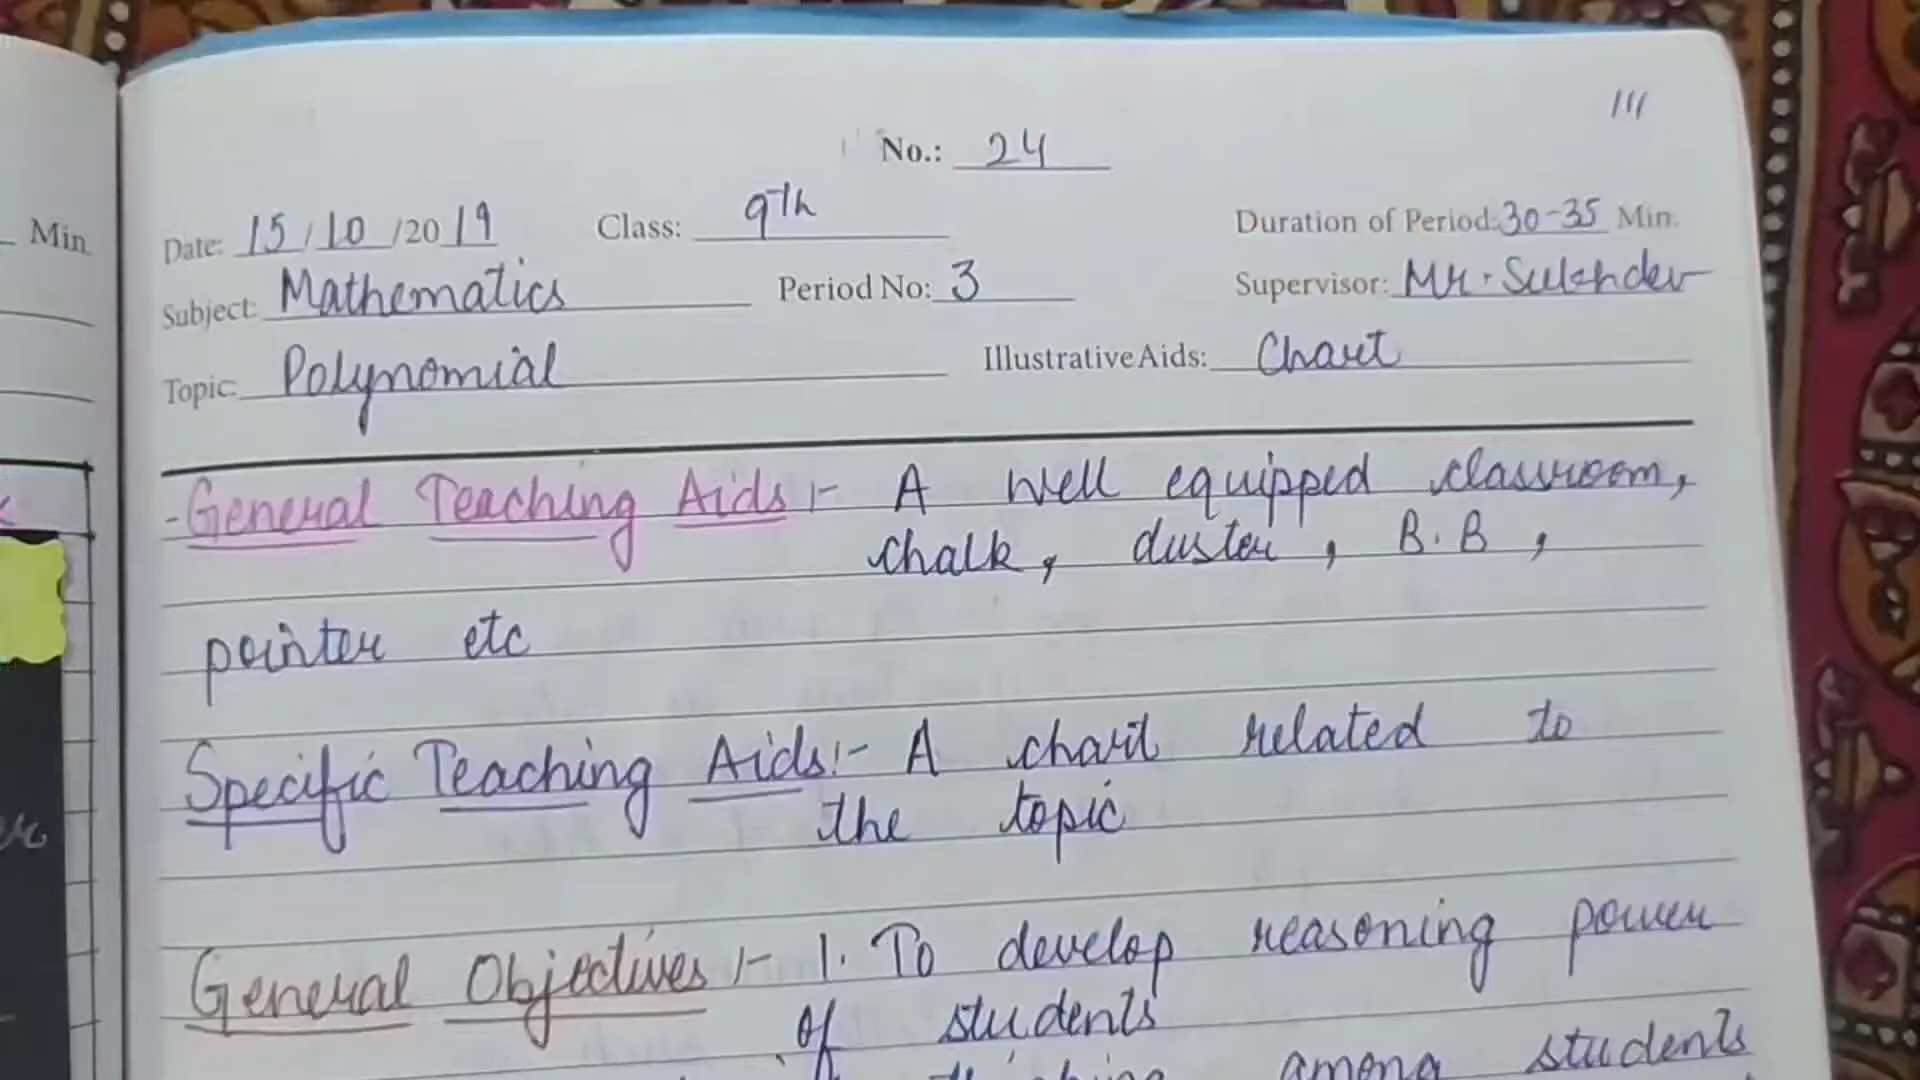 111
No.: 24
Date: 15/10/2019 Class: 9th Duration of Period: 30-35 Min.
Subject: Mathematics Period No: 3 Supervisor: Mr. Sukhdev
Topic: Polynomial Illustrative Aids: Chart
- General Teaching Aids :- A well equipped classroom,
chalk, duster, B.B,
pointer etc
Specific Teaching Aids:- A chart related to
the topic
General Objectives :- 1. To develop reasoning power
of students
among students
Min.